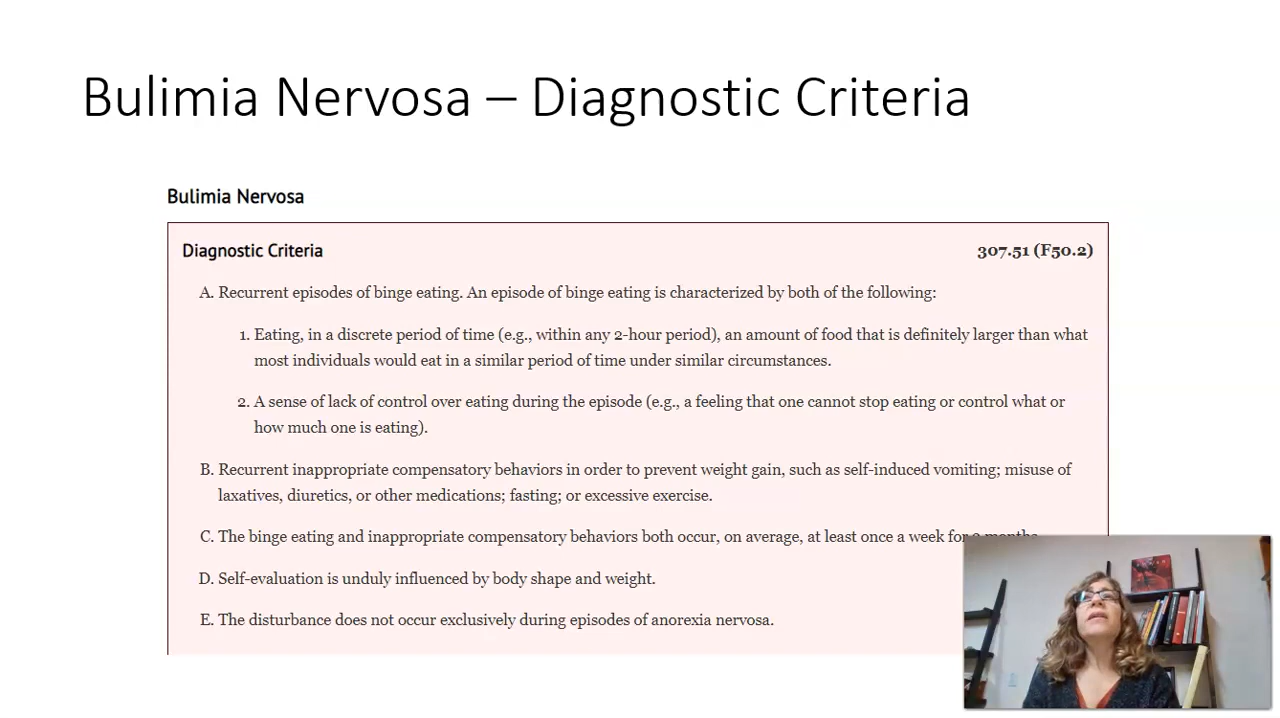 Bulimia Nervosa – Diagnostic Criteria
Bulimia Nervosa
Diagnostic Criteria 307.51 (F50.2)
A. Recurrent episodes of binge eating. An episode of binge eating is characterized by both of the following:
1. Eating, in a discrete period of time (e.g., within any 2-hour period), an amount of food that is definitely larger than what
most individuals would eat in a similar period of time under similar circumstances.
2. A sense of lack of control over eating during the episode (e.g., a feeling that one cannot stop eating or control what or
how much one is eating).
B. Recurrent inappropriate compensatory behaviors in order to prevent weight gain, such as self-induced vomiting; misuse of
laxatives, diuretics, or other medications; fasting; or excessive exercise.
C. The binge eating and inappropriate compensatory behaviors both occur, on average, at least once a week for
D. Self-evaluation is unduly influenced by body shape and weight.
E. The disturbance does not occur exclusively during episodes of anorexia nervosa.